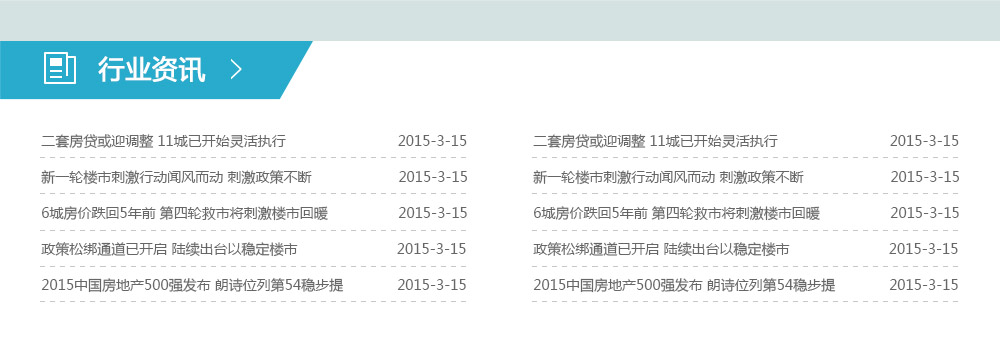 行业资讯
二套房贷或迎调整 11城已开始灵活执行 2015-3-15
新一轮楼市刺激行动闻风而动 刺激政策不断 2015-3-15
6城房价跌回5年前 第四轮救市将刺激楼市回暖 2015-3-15
政策松绑通道已开启 陆续出台以稳定楼市 2015-3-15
2015中国房地产500强发布 朗诗位列第54稳步提 2015-3-15
二套房贷或迎调整 11城已开始灵活执行 2015-3-15
新一轮楼市刺激行动闻风而动 刺激政策不断 2015-3-15
6城房价跌回5年前 第四轮救市将刺激楼市回暖 2015-3-15
政策松绑通道已开启 陆续出台以稳定楼市 2015-3-15
2015中国房地产500强发布 朗诗位列第54稳步提 2015-3-15